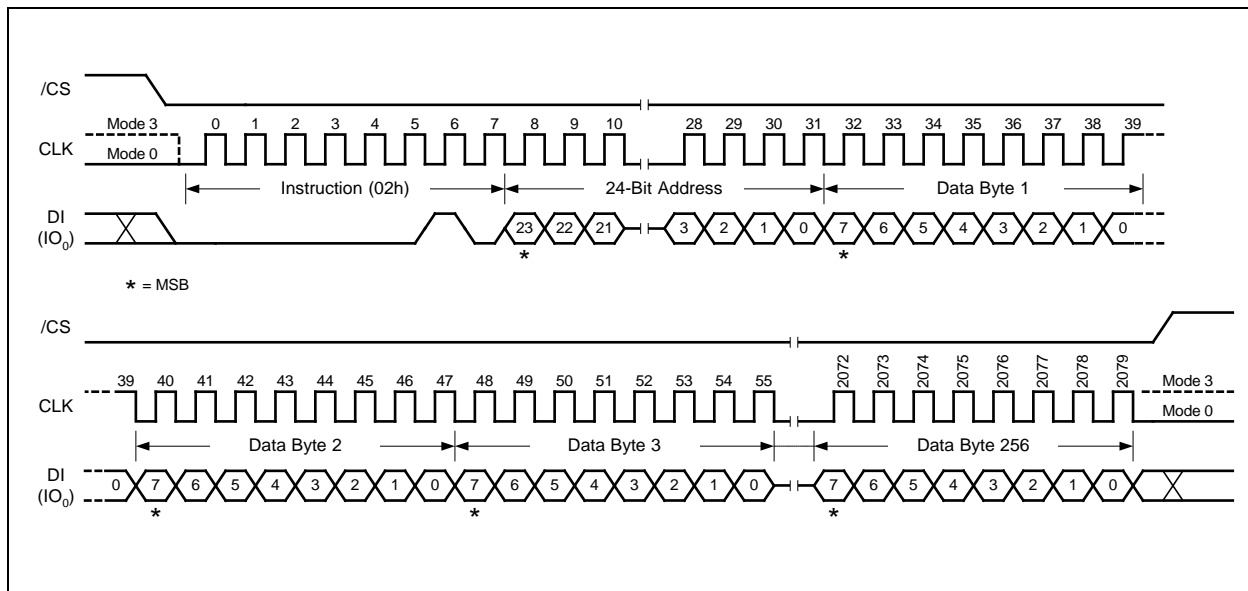 /CS
Mode 3 0 1 2 3 4 5 6 7 8 9 10 28 29 30 31 32 33 34 35 36 37 38 39
CLK
Mode 0
Instruction (02h) 24-Bit Address Data Byte 1
DI
(IO0) 23 22 21 3 2 1 0 7 6 5 4 3 2 1 0
* *
* = MSB
/CS
39 40 41 42 43 44 45 46 47 48 49 50 51 52 53 54 55 2072 2073 2074 2075 2076 2077 2078 2079
Mode 3
CLK
Mode 0
Data Byte 2 Data Byte 3 Data Byte 256
DI
(IO0) 0 7 6 5 4 3 2 1 0 7 6 5 4 3 2 1 0 7 6 5 4 3 2 1 0
* * *